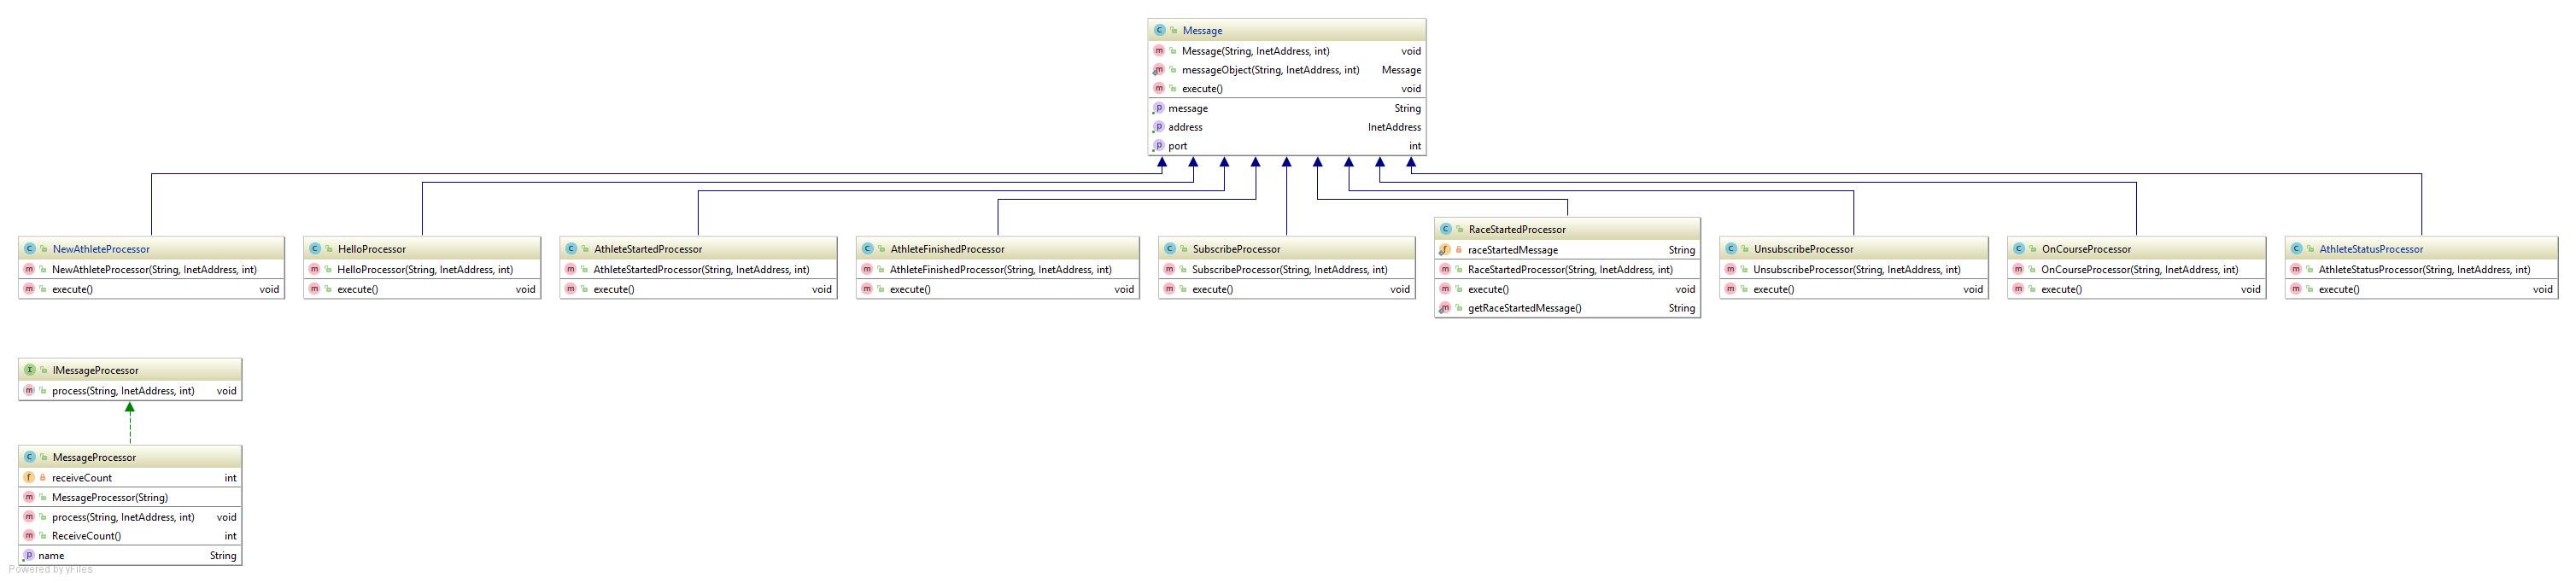 Message
Message(String, InetAddress, int) void
messageObject(String, InetAddress, int) Message
execute() void
message String
address InetAddress
port int
NewAthleteProcessor
NewAthleteProcessor(String, InetAddress, int)
execute() void
HelloProcessor
HelloProcessor(String, InetAddress, int)
execute() void
AthleteStartedProcessor
AthleteStartedProcessor(String, InetAddress, int)
execute() void
AthleteFinishedProcessor
AthleteFinishedProcessor(String, InetAddress, int)
execute() void
SubscribeProcessor
SubscribeProcessor(String, InetAddress, int)
execute() void
RaceStartedProcessor
raceStartedMessage String
RaceStartedProcessor(String, InetAddress, int)
execute() void
getRaceStartedMessage() String
UnsubscribeProcessor
UnsubscribeProcessor(String, InetAddress, int)
execute() void
OnCourseProcessor
OnCourseProcessor(String, InetAddress, int)
execute() void
AthleteStatusProcessor
AthleteStatusProcessor(String, InetAddress, int)
execute() void
IMessageProcessor
process(String, InetAddress, int) void
MessageProcessor
receiveCount int
MessageProcessor(String)
process(String, InetAddress, int) void
ReceiveCount() int
name String
Powered by yFiles